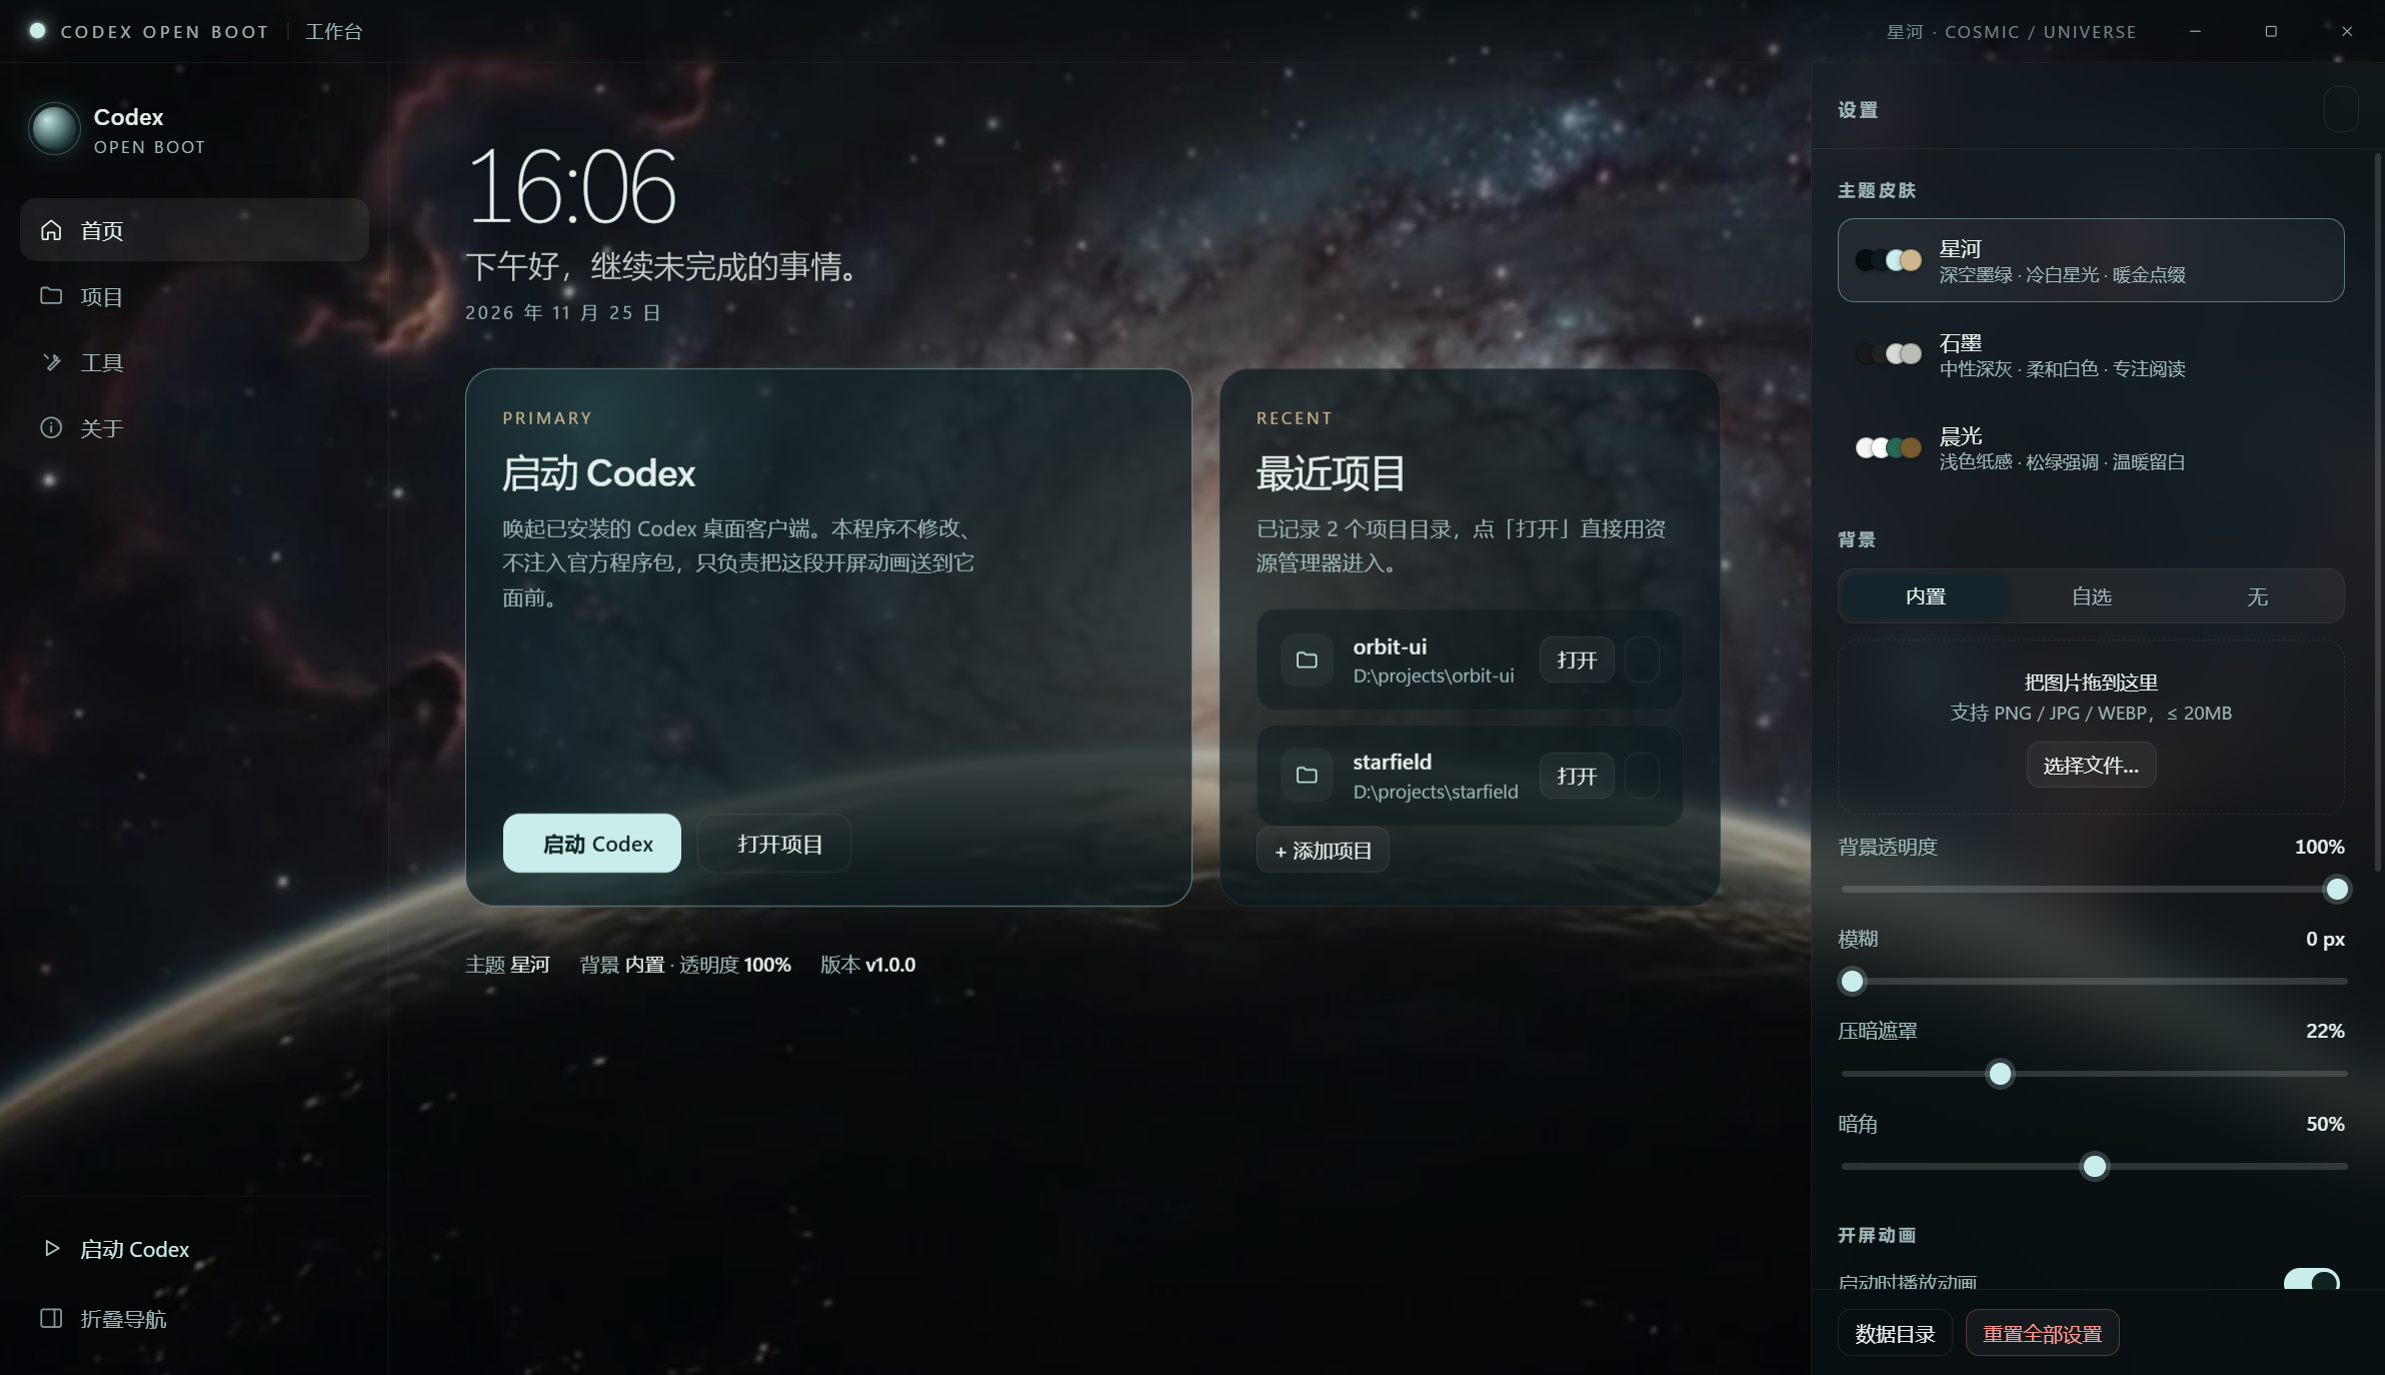 CODEX OPEN BOOT
工作台
星河 · COSMIC / UNIVERSE
Codex
OPEN BOOT
首页
项目
工具
关于
启动 Codex
折叠导航
16:06
下午好，继续未完成的事情。
2026 年 11 月 25 日
PRIMARY
启动 Codex
唤起已安装的 Codex 桌面客户端。本程序不修改、
不注入官方程序包，只负责把这段开屏动画送到它
面前。
启动 Codex
打开项目
RECENT
最近项目
已记录 2 个项目目录，点「打开」直接用资
源管理器进入。
orbit-ui
D:\projects\orbit-ui
打开
starfield
D:\projects\starfield
打开
+ 添加项目
主题 星河 背景 内置 · 透明度 100% 版本 v1.0.0
设置
主题皮肤
星河
深空墨绿 · 冷白星光 · 暖金点缀
石墨
中性深灰 · 柔和白色 · 专注阅读
晨光
浅色纸感 · 松绿强调 · 温暖留白
背景
内置
自选
无
把图片拖到这里
支持 PNG / JPG / WEBP，≤ 20MB
选择文件...
背景透明度
100%
模糊
0 px
压暗遮罩
22%
暗角
50%
开屏动画
启动时播放动画
数据目录
重置全部设置